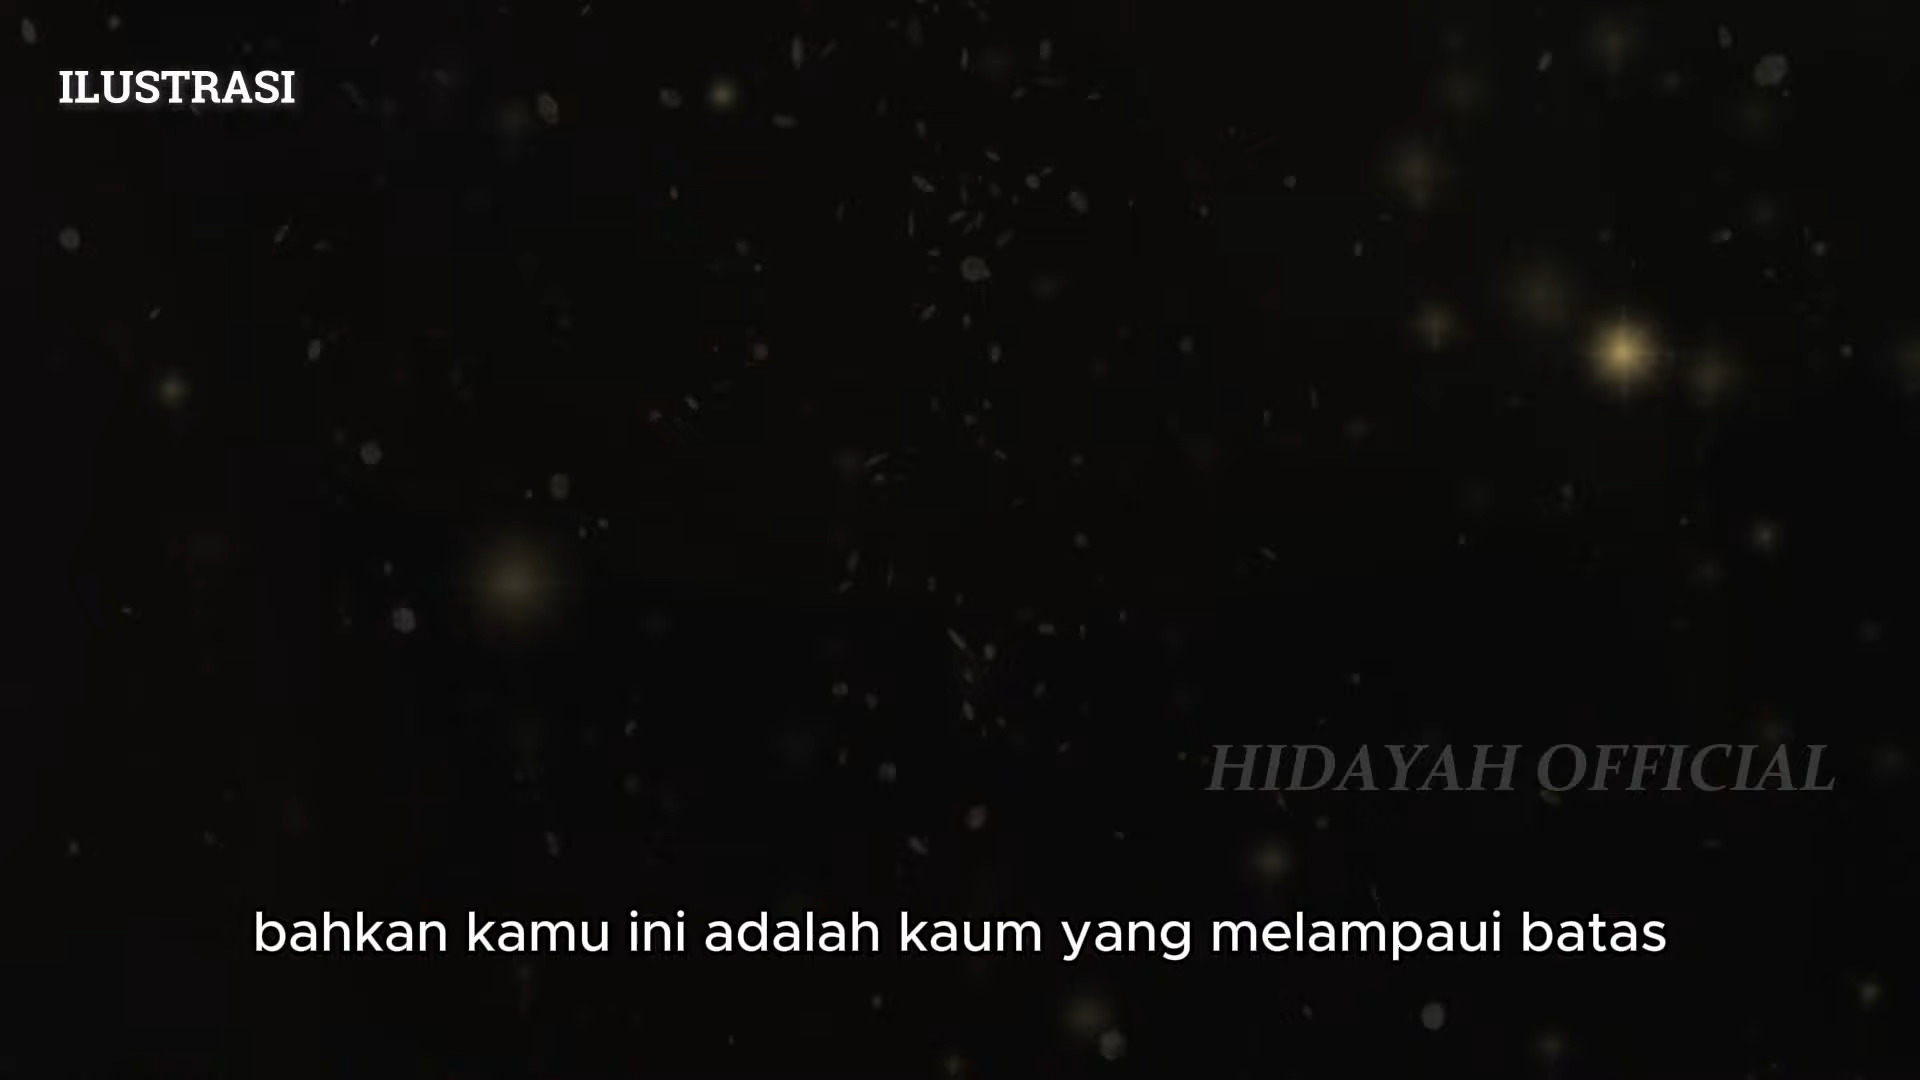 ILUSTRASI
HIDAYAH OFFICIAL
bahkan kamu ini adalah kaum yang melampaui batas